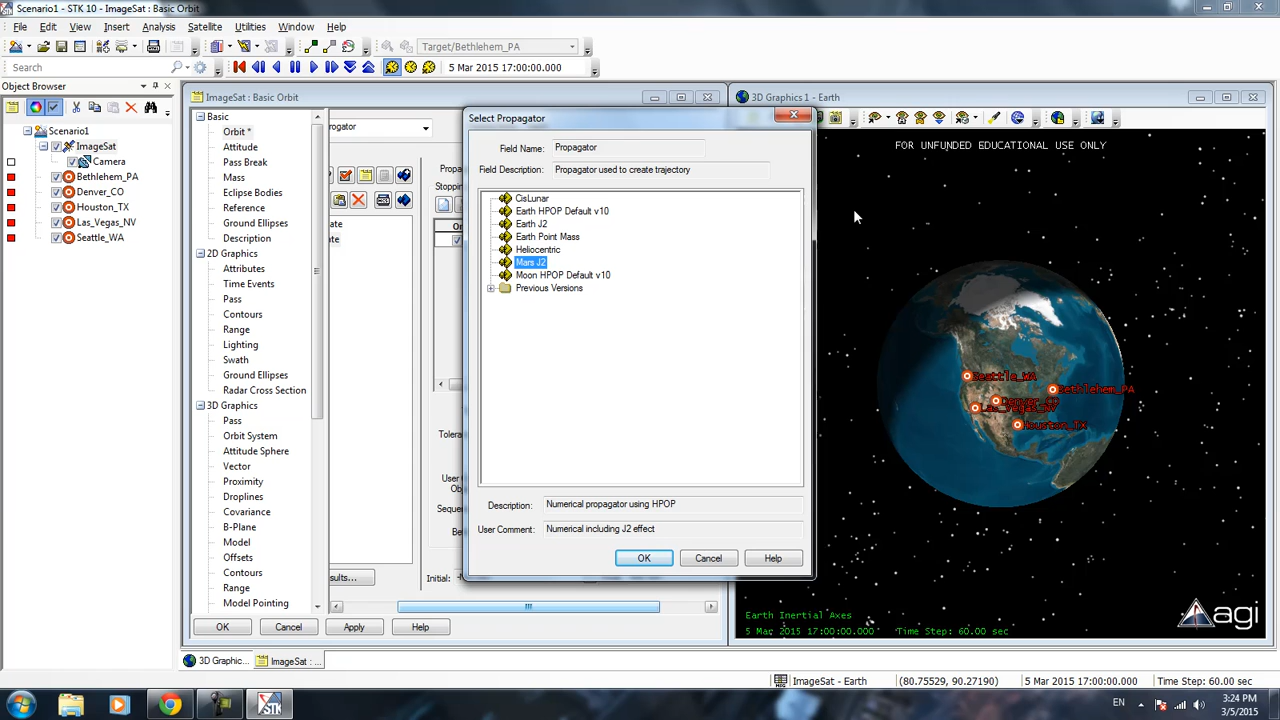 Scenario1 - STK 10 - ImageSat : Basic Orbit
File Edit View Insert Analysis Satellite Utilities Window Help
Target/Bethlehem_PA
Search
5 Mar 2015 17:00:00.000
Object Browser
Scenario1
ImageSat
Camera
Bethlehem_PA
Denver_CO
Houston_TX
Las_Vegas_NV
Seattle_WA
ImageSat : Basic Orbit
Basic
Orbit *
Attitude
Pass Break
Mass
Eclipse Bodies
Reference
Ground Ellipses
Description
2D Graphics
Attributes
Time Events
Pass
Contours
Range
Lighting
Swath
Ground Ellipses
Radar Cross Section
3D Graphics
Pass
Orbit System
Attitude Sphere
Vector
Proximity
Droplines
Covariance
B-Plane
Model
Offsets
Contours
Range
Model Pointing
OK Cancel Apply Help
Select Propagator
Field Name: Propagator
Field Description: Propagator used to create trajectory
CisLunar
Earth HPOP Default v10
Earth J2
Earth Point Mass
Heliocentric
Mars J2
Moon HPOP Default v10
Previous Versions
Description: Numerical propagator using HPOP
User Comment: Numerical including J2 effect
OK Cancel Help
Initial:
3D Graphics 1 - Earth
FOR UNFUNDED EDUCATIONAL USE ONLY
Seattle_WA
Bethlehem_PA
Denver_CO
Las_Vegas_NV
Houston_TX
Earth Inertial Axes
5 Mar 2015 17:00:00.000 Time Step: 60.00 sec
agi
3D Graphic... ImageSat : ...
ImageSat - Earth (80.75529, 90.27190) 5 Mar 2015 17:00:00.000 Time Step: 60.00 sec
EN 3:24 PM
3/5/2015